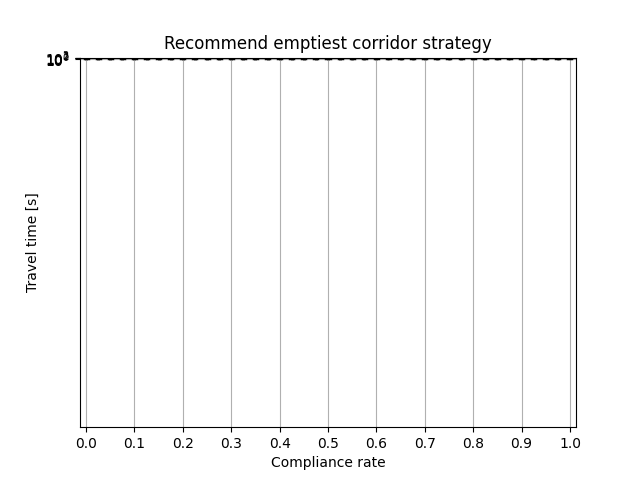 Recommend emptiest corridor strategy
Travel time [s]
0.0 0.1 0.2 0.3 0.4 0.5 0.6 0.7 0.8 0.9 1.0
Compliance rate